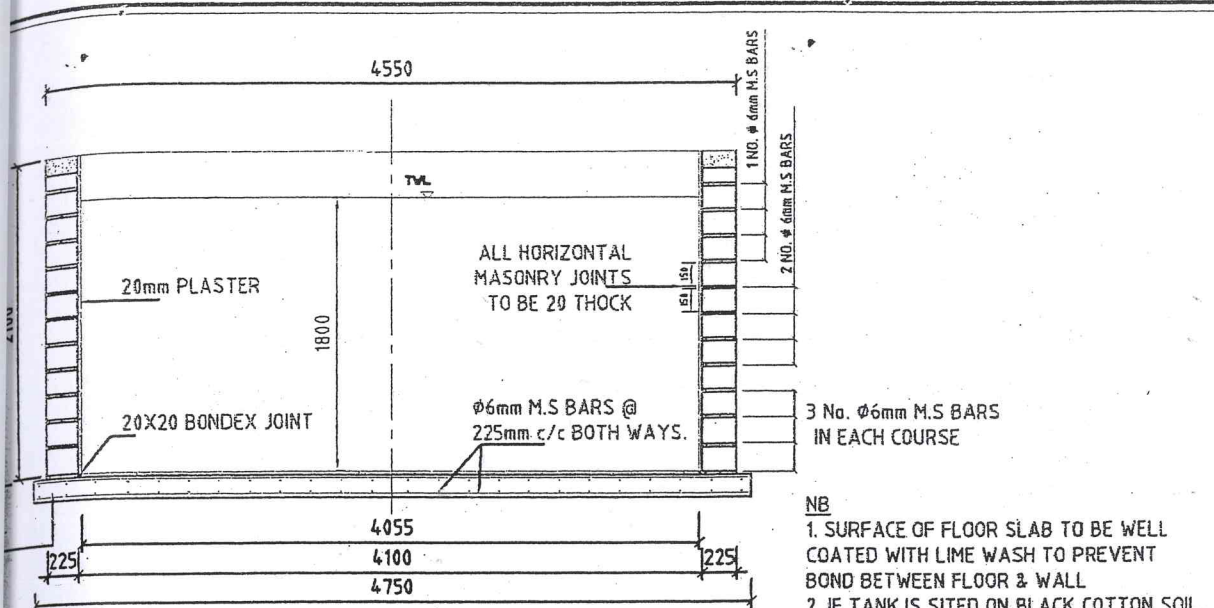 4550
1 NO. ø 6mm M.S BARS
2 NO. ø 6mm M.S BARS
TWL
ALL HORIZONTAL
MASONRY JOINTS
TO BE 20 THOCK
150
150
20mm PLASTER
1800
20X20 BONDEX JOINT
Ø6mm M.S BARS @
225mm c/c BOTH WAYS.
3 No. Ø6mm M.S BARS
IN EACH COURSE
4055
225
4100
225
4750
NB
1. SURFACE OF FLOOR SLAB TO BE WELL
COATED WITH LIME WASH TO PREVENT
BOND BETWEEN FLOOR & WALL
2. IF TANK IS SITED ON BLACK COTTON SOIL